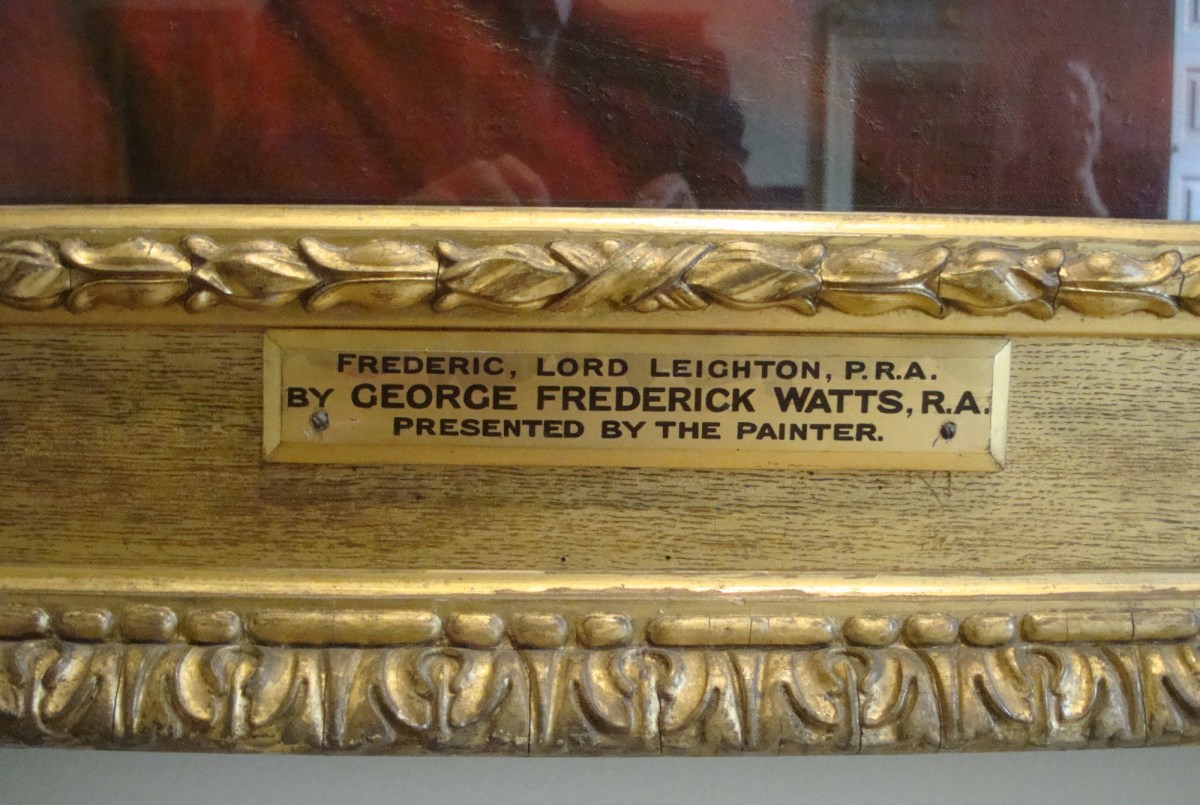 FREDERIC, LORD LEIGHTON, P.R.A.
BY GEORGE FREDERICK WATTS, R.A.
PRESENTED BY THE PAINTER.